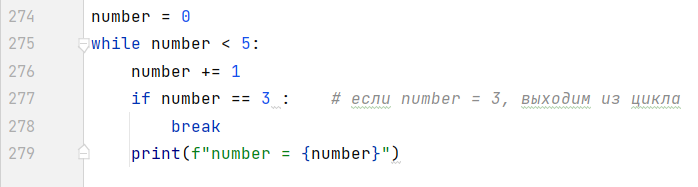 274 number = 0
275 while number < 5:
276     number += 1
277     if number == 3 :    # если number = 3, выходим из цикла
278         break
279     print(f"number = {number}")